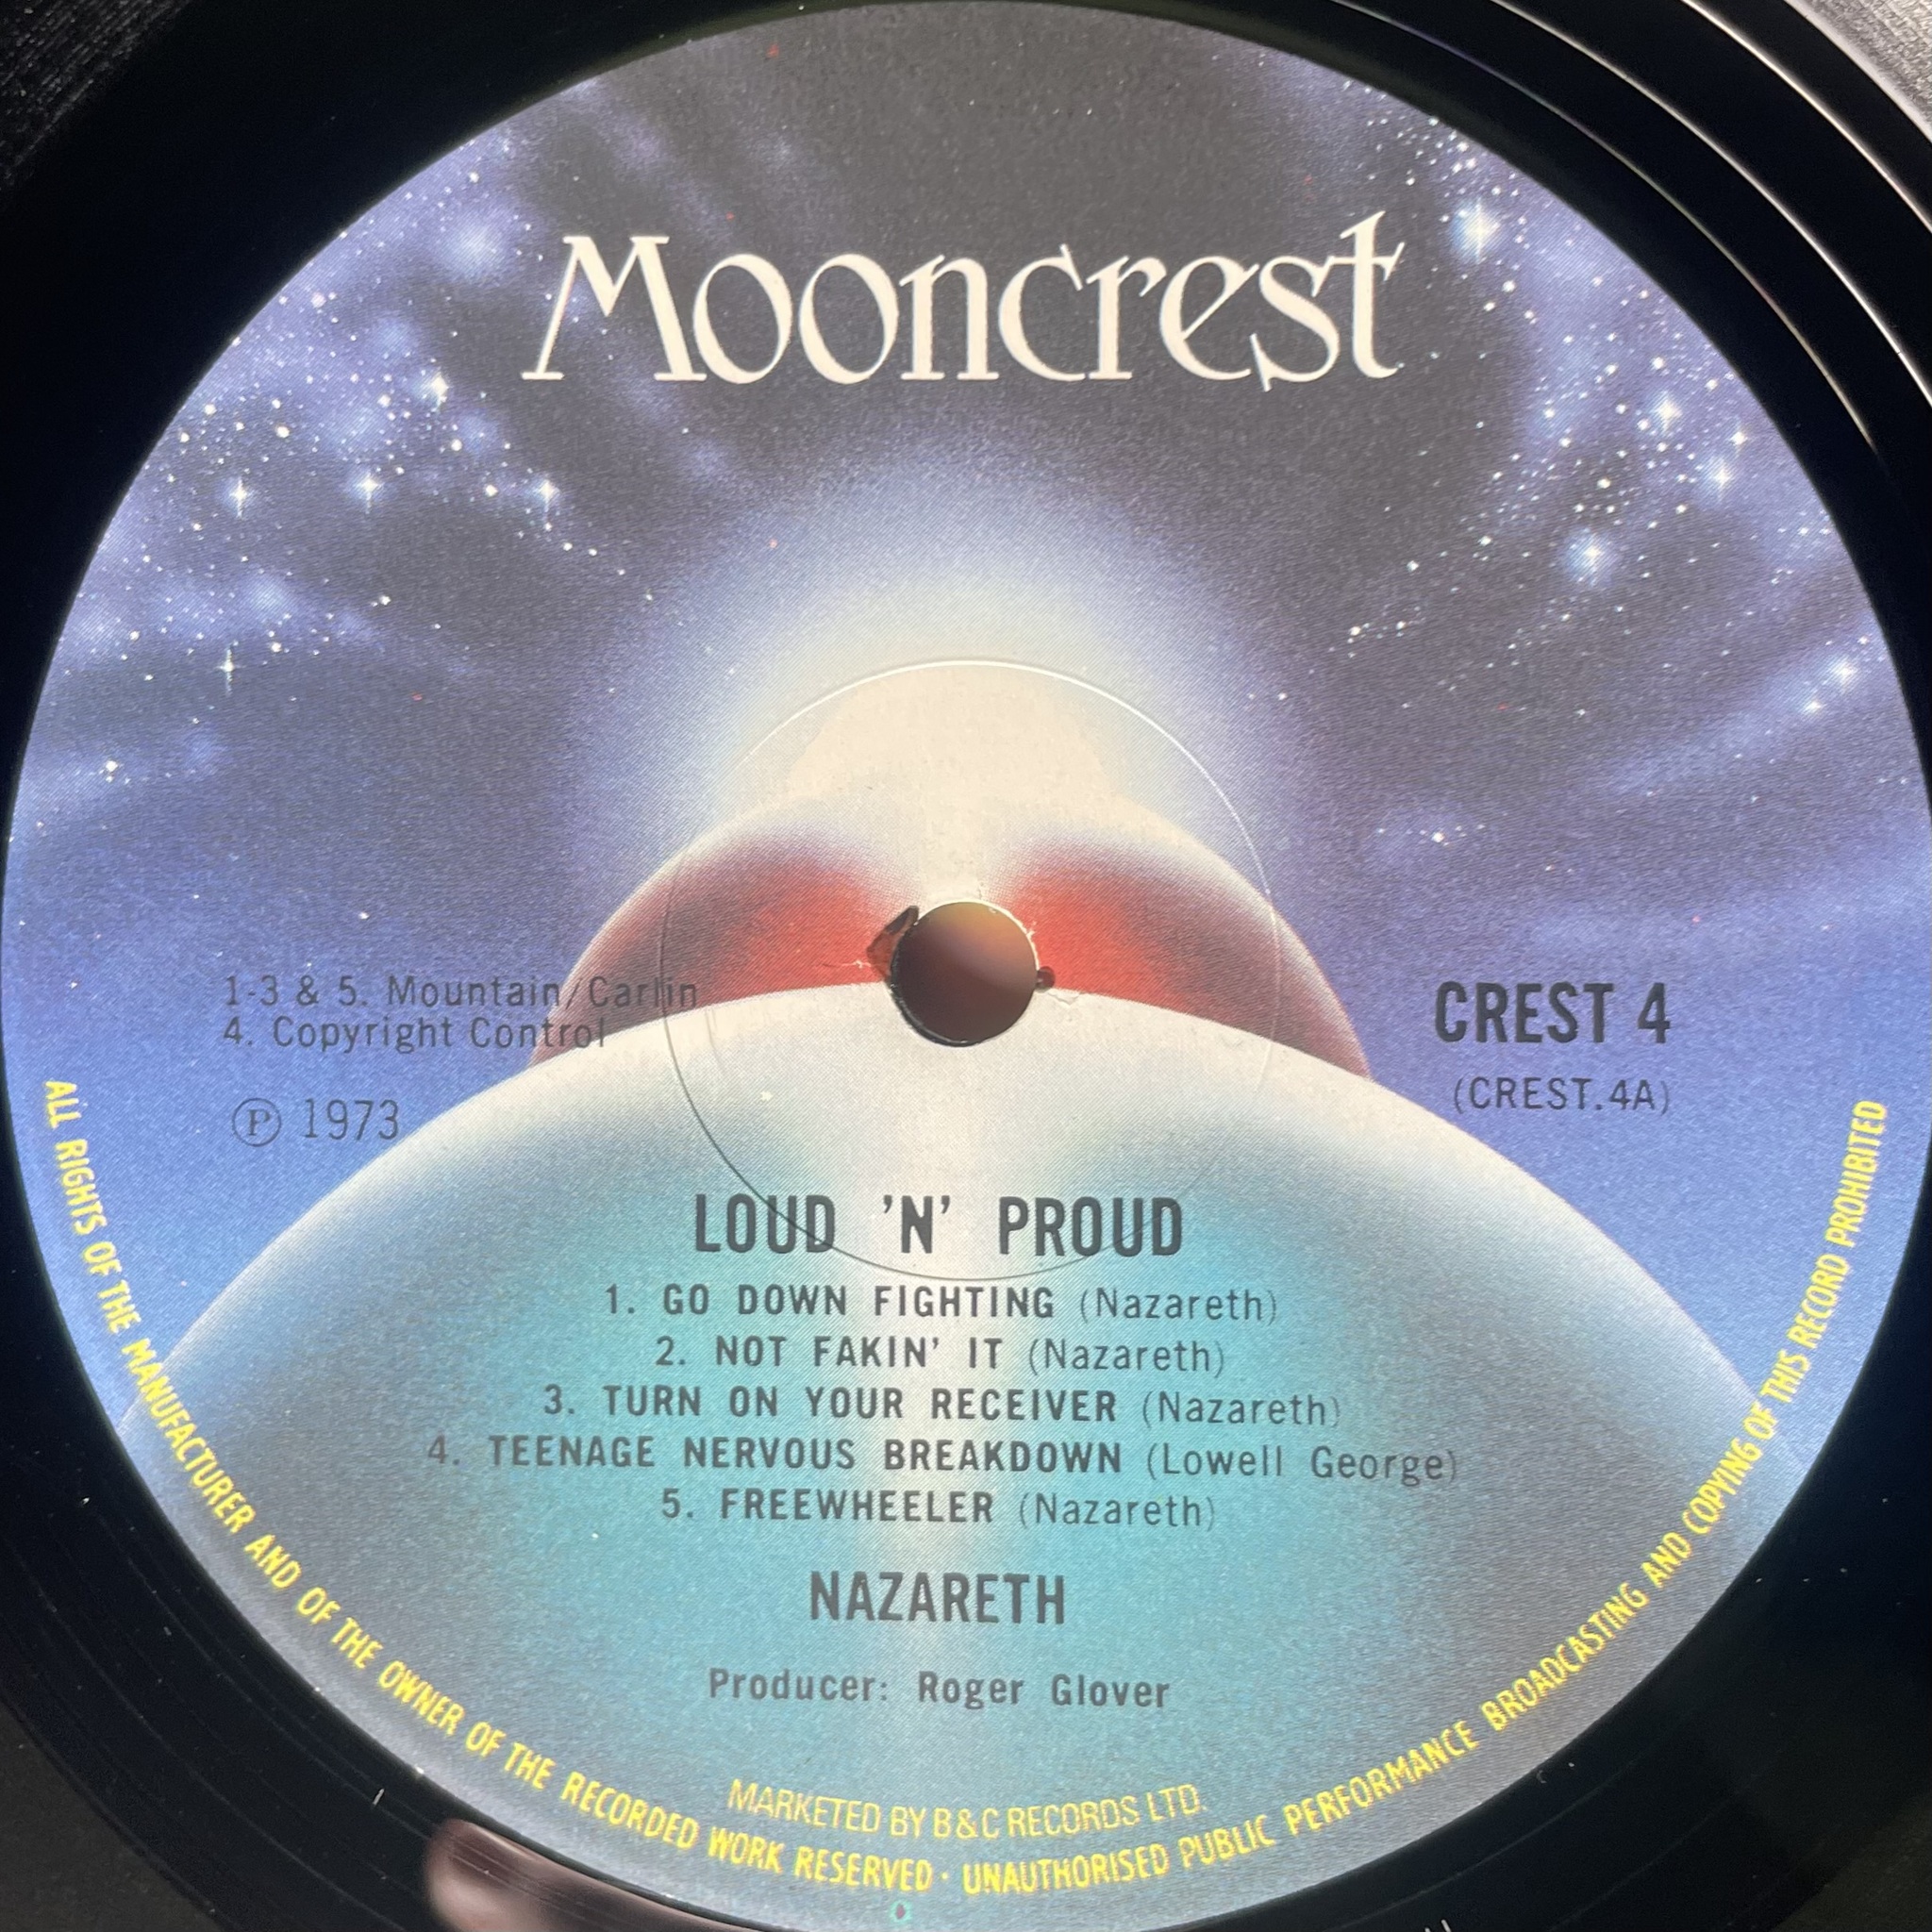 Mooncrest
1-3 & 5. Mountain/Carlin
4. Copyright Control
Ⓟ 1973
CREST 4
(CREST.4A)
LOUD 'N' PROUD
1. GO DOWN FIGHTING (Nazareth)
2. NOT FAKIN' IT (Nazareth)
3. TURN ON YOUR RECEIVER (Nazareth)
4. TEENAGE NERVOUS BREAKDOWN (Lowell George)
5. FREEWHEELER (Nazareth)
NAZARETH
Producer: Roger Glover
MARKETED BY B&C RECORDS LTD.
ALL RIGHTS OF THE MANUFACTURER AND OF THE OWNER OF THE RECORDED WORK RESERVED · UNAUTHORISED PUBLIC PERFORMANCE BROADCASTING AND COPYING OF THIS RECORD PROHIBITED